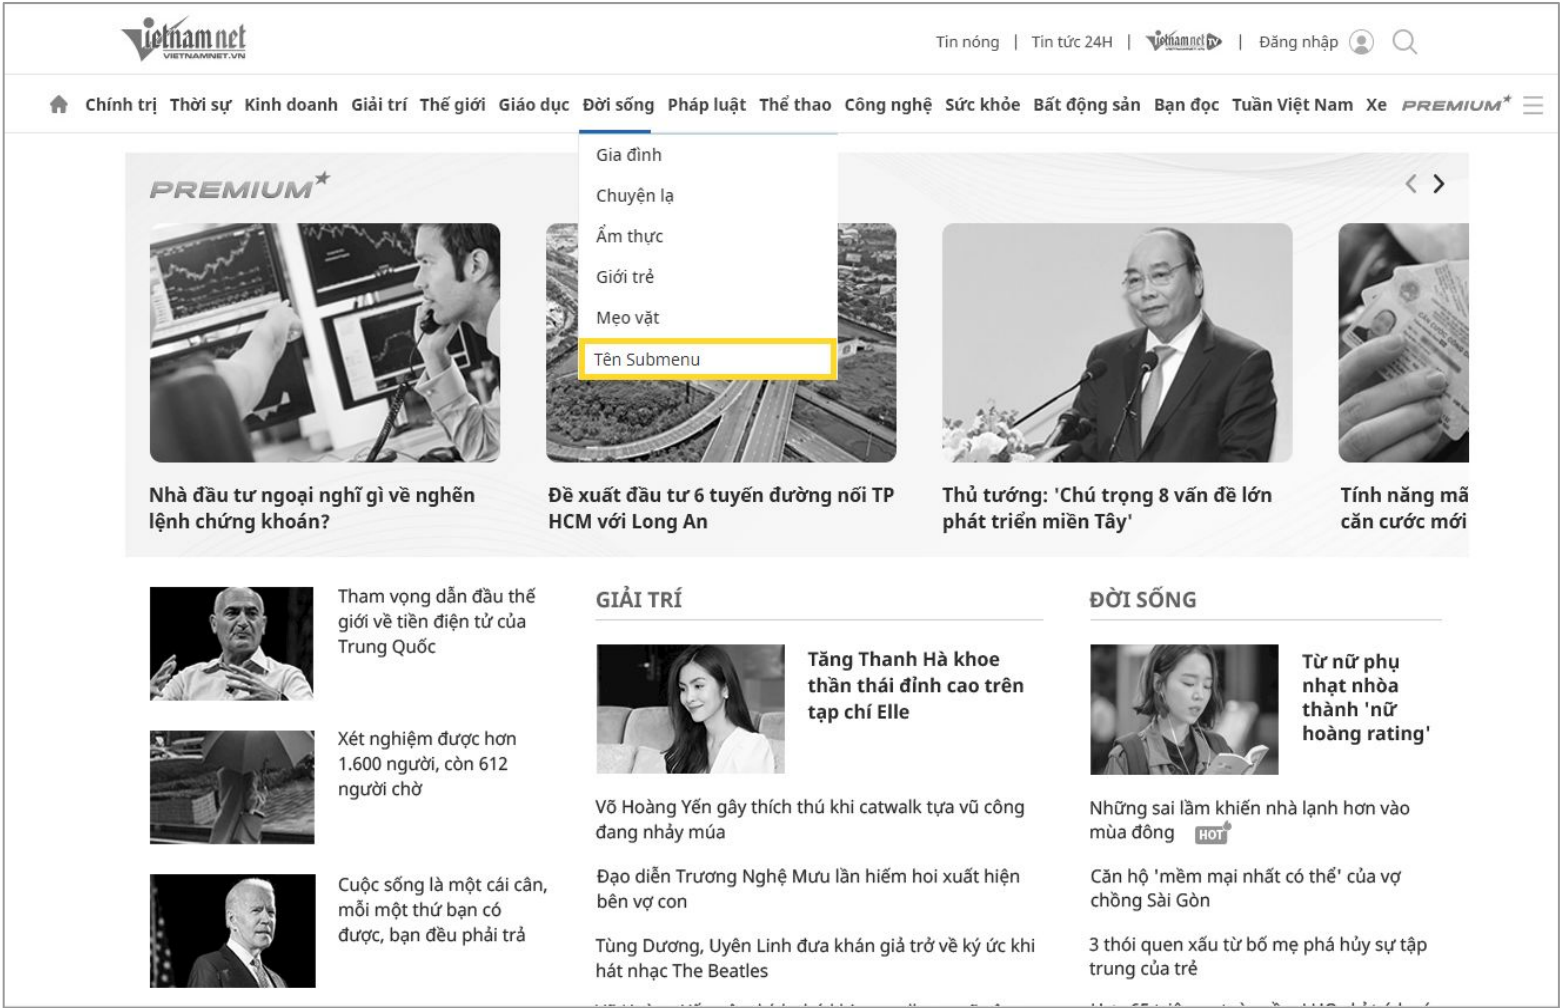 Vietnamnet
VIETNAMNET.VN
Tin nóng | Tin tức 24H | Vietnamnet TV | Đăng nhập
Chính trị Thời sự Kinh doanh Giải trí Thế giới Giáo dục Đời sống Pháp luật Thể thao Công nghệ Sức khỏe Bất động sản Bạn đọc Tuần Việt Nam Xe PREMIUM
Gia đình
Chuyện lạ
Ẩm thực
Giới trẻ
Mẹo vặt
Tên Submenu
PREMIUM
Nhà đầu tư ngoại nghĩ gì về nghẽn
lệnh chứng khoán?
Đề xuất đầu tư 6 tuyến đường nối TP
HCM với Long An
Thủ tướng: 'Chú trọng 8 vấn đề lớn
phát triển miền Tây'
Tính năng mã
căn cước mới
Tham vọng dẫn đầu thế
giới về tiền điện tử của
Trung Quốc
Xét nghiệm được hơn
1.600 người, còn 612
người chờ
Cuộc sống là một cái cân,
mỗi một thứ bạn có
được, bạn đều phải trả
GIẢI TRÍ
Tăng Thanh Hà khoe
thần thái đỉnh cao trên
tạp chí Elle
Võ Hoàng Yến gây thích thú khi catwalk tựa vũ công
đang nhảy múa
Đạo diễn Trương Nghệ Mưu lần hiếm hoi xuất hiện
bên vợ con
Tùng Dương, Uyên Linh đưa khán giả trở về ký ức khi
hát nhạc The Beatles
ĐỜI SỐNG
Từ nữ phụ
nhạt nhòa
thành 'nữ
hoàng rating'
Những sai lầm khiến nhà lạnh hơn vào
mùa đông HOT
Căn hộ 'mềm mại nhất có thể' của vợ
chồng Sài Gòn
3 thói quen xấu từ bố mẹ phá hủy sự tập
trung của trẻ